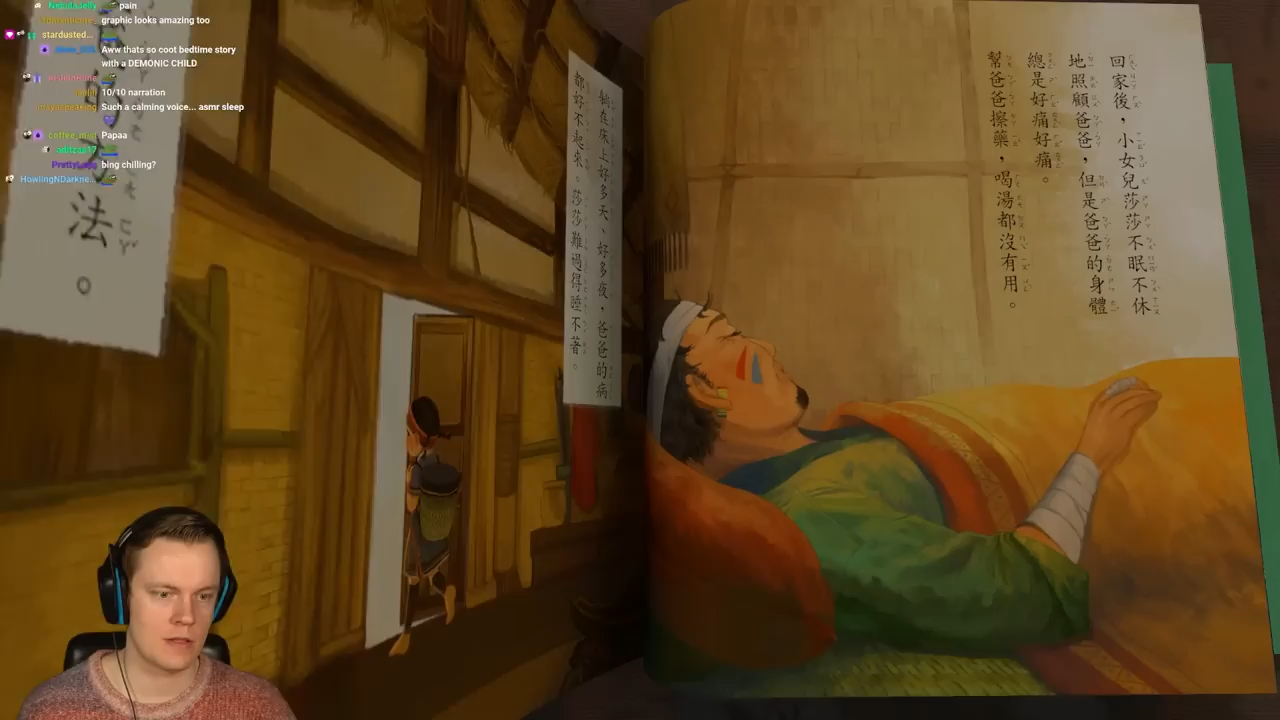 pain
graphic looks amazing too
stardusted...
Aww thats so coot bedtime story
with a DEMONIC CHILD
10/10 narration
Such a calming voice... asmr sleep
coffee_mist Papaa
bing chilling?
HowlingNDarkne...
法。
躺在床上好多天、好多夜，爸爸的病
都好不起來。莎莎難過得睡不著。
回家後，小女兒莎莎不眠不休
地照顧爸爸，但是爸爸的身體
總是好痛好痛。
幫爸爸擦藥，喝湯都沒有用。